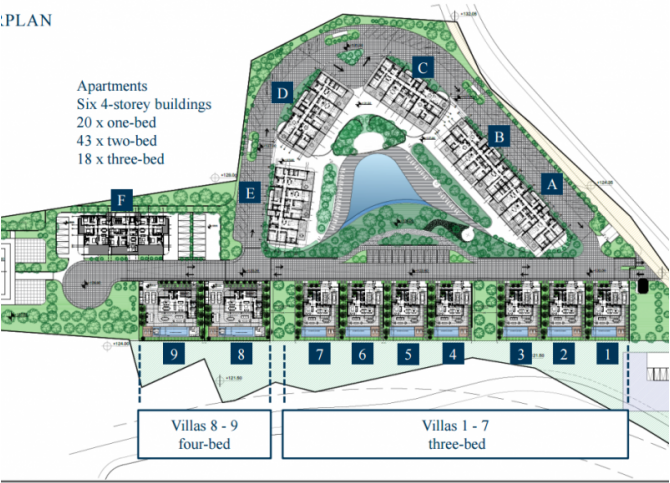 RPLAN
Apartments
Six 4-storey buildings
20 x one-bed
43 x two-bed
18 x three-bed
C
D
B
A
E
F
9
8
7
6
5
4
3
2
1
Villas 8 - 9
four-bed
Villas 1 - 7
three-bed